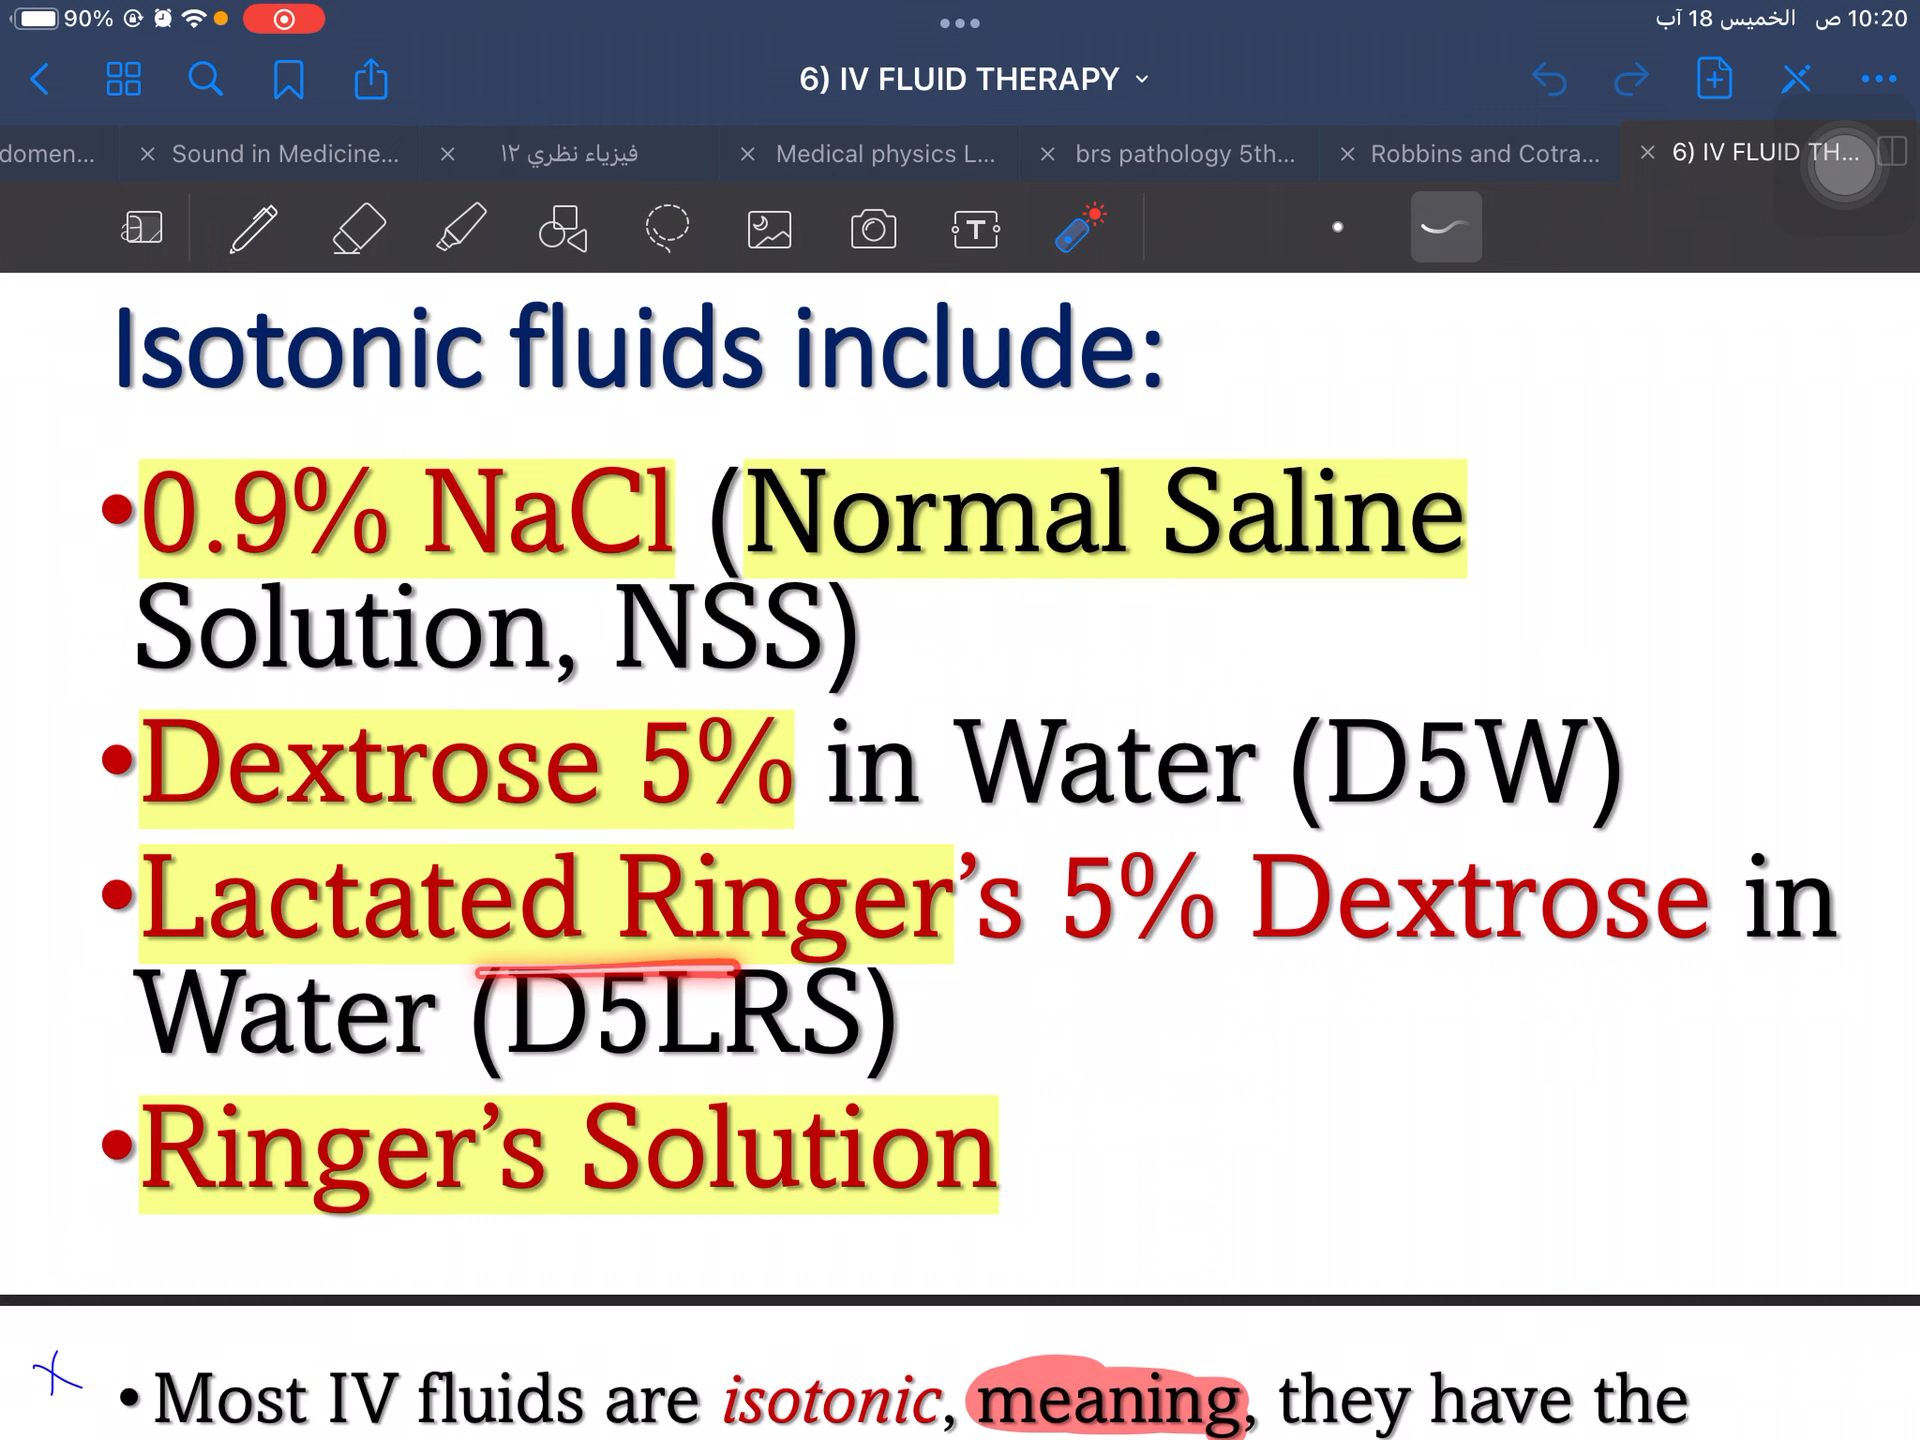 90%
10:20 ص الخميس 18 آب
6) IV FLUID THERAPY
domen...
Sound in Medicine...
فيزياء نظري ١٢
Medical physics L...
brs pathology 5th...
Robbins and Cotra...
6) IV FLUID TH...
Isotonic fluids include:
•0.9% NaCl (Normal Saline
Solution, NSS)
•Dextrose 5% in Water (D5W)
•Lactated Ringer’s 5% Dextrose in
Water (D5LRS)
•Ringer’s Solution
• Most IV fluids are isotonic, meaning, they have the